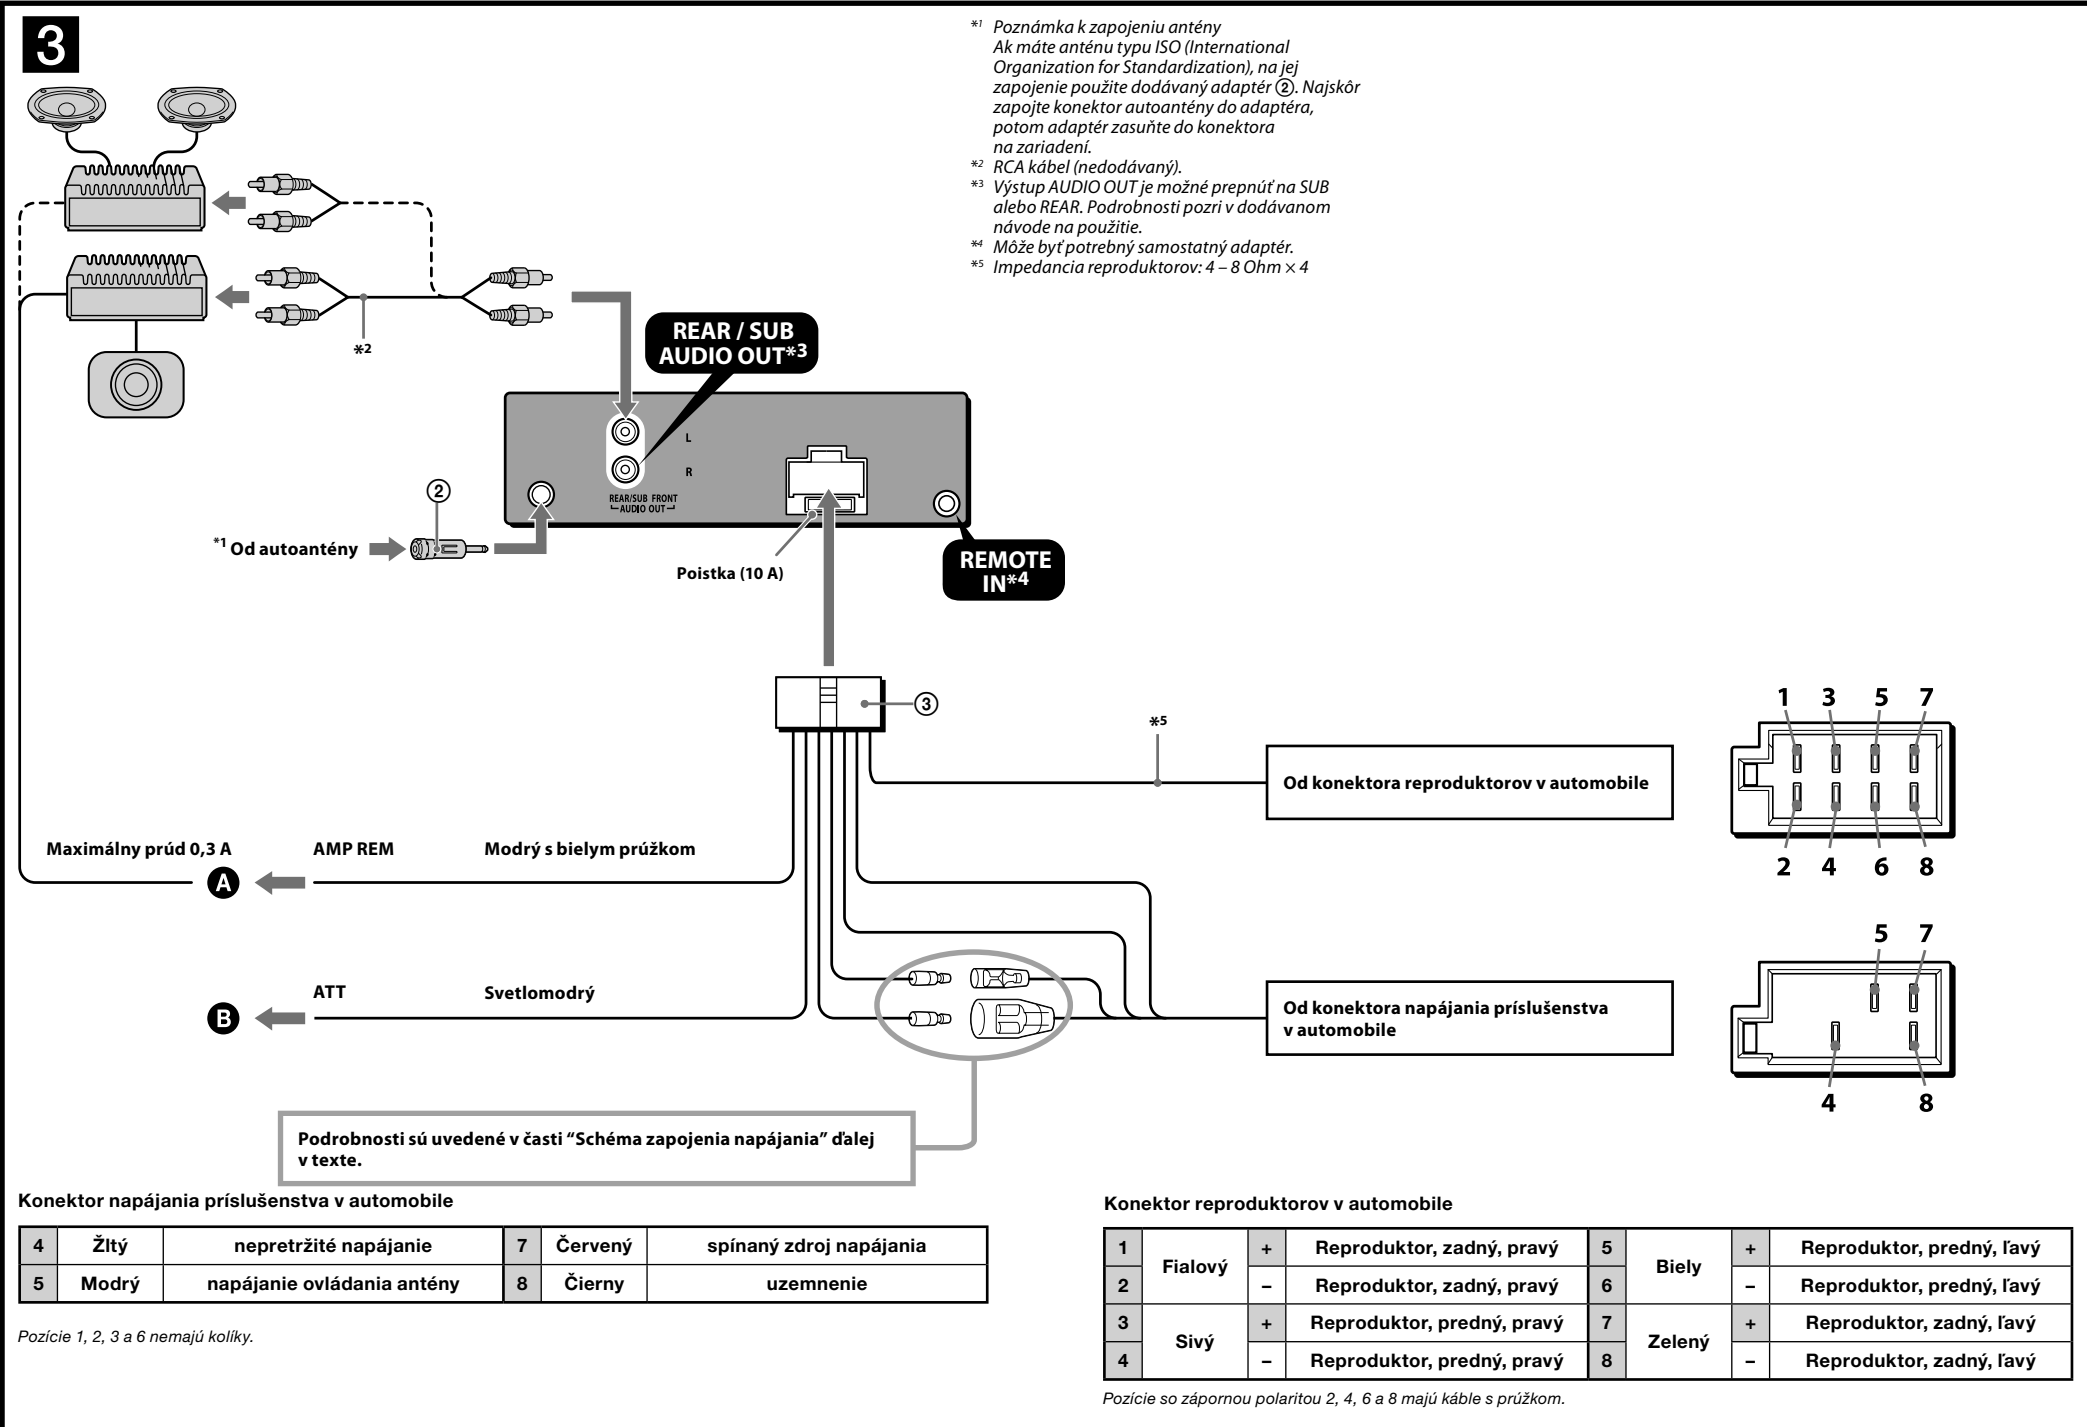 3
*1 Poznámka k zapojeniu antény
Ak máte anténu typu ISO (International
Organization for Standardization), na jej
zapojenie použite dodávaný adaptér ②. Najskôr
zapojte konektor autoantény do adaptéra,
potom adaptér zasuňte do konektora
na zariadení.
*2 RCA kábel (nedodávaný).
*3 Výstup AUDIO OUT je možné prepnúť na SUB
alebo REAR. Podrobnosti pozri v dodávanom
návode na použitie.
*4 Môže byť potrebný samostatný adaptér.
*5 Impedancia reproduktorov: 4 – 8 Ohm × 4
*2
REAR / SUB
AUDIO OUT*3
L
R
REAR/SUB FRONT
AUDIO OUT
②
*1 Od autoantény
Poistka (10 A)
REMOTE
IN*4
③
*5
1 3 5 7
Od konektora reproduktorov v automobile
2 4 6 8
Maximálny prúd 0,3 A AMP REM Modrý s bielym prúžkom
A
5 7
ATT Svetlomodrý
B
Od konektora napájania príslušenstva
v automobile
4 8
Podrobnosti sú uvedené v časti “Schéma zapojenia napájania” ďalej
v texte.
Konektor napájania príslušenstva v automobile
4 Žltý nepretržité napájanie 7 Červený spínaný zdroj napájania
5 Modrý napájanie ovládania antény 8 Čierny uzemnenie
Pozície 1, 2, 3 a 6 nemajú kolíky.
Konektor reproduktorov v automobile
1 Fialový + Reproduktor, zadný, pravý 5 Biely + Reproduktor, predný, ľavý
2 – Reproduktor, zadný, pravý 6 – Reproduktor, predný, ľavý
3 Sivý + Reproduktor, predný, pravý 7 Zelený + Reproduktor, zadný, ľavý
4 – Reproduktor, predný, pravý 8 – Reproduktor, zadný, ľavý
Pozície so zápornou polaritou 2, 4, 6 a 8 majú káble s prúžkom.